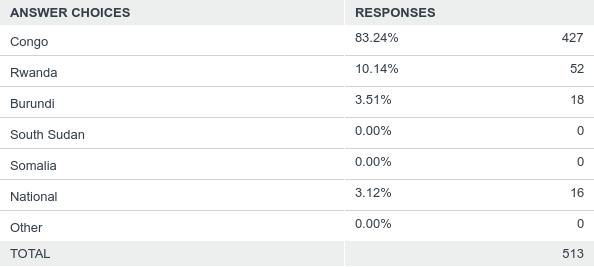 ANSWER CHOICES RESPONSES
Congo 83.24% 427
Rwanda 10.14% 52
Burundi 3.51% 18
South Sudan 0.00% 0
Somalia 0.00% 0
National 3.12% 16
Other 0.00% 0
TOTAL 513